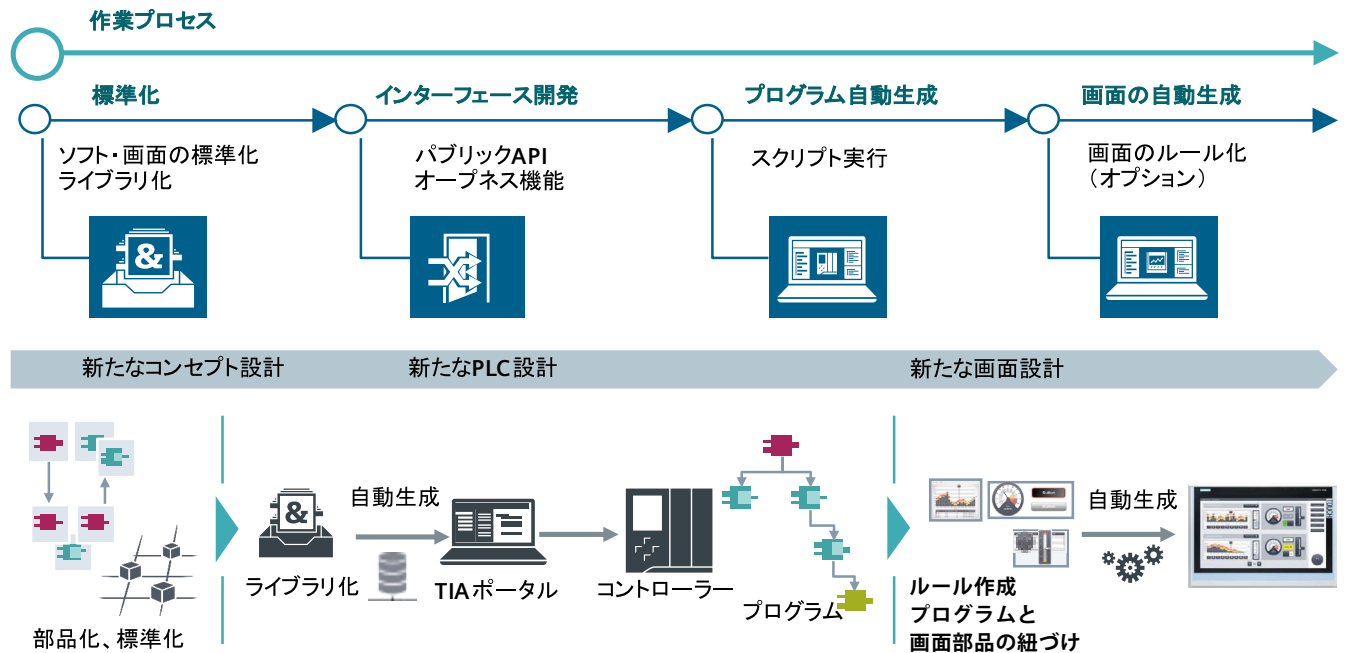 作業プロセス
標準化
インターフェース開発
プログラム自動生成
画面の自動生成
ソフト・画面の標準化
ライブラリ化
パブリックAPI
オープネス機能
スクリプト実行
画面のルール化
（オプション）
&
新たなコンセプト設計
新たなPLC設計
新たな画面設計
部品化、標準化
&
ライブラリ化
自動生成
TIAポータル
コントローラー
プログラム
ルール作成
プログラムと
画面部品の紐づけ
自動生成